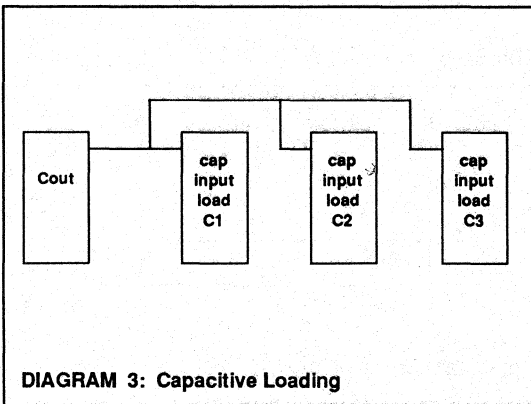 Cout
cap
input
load
C1
cap
input
load
C2
cap
input
load
C3
DIAGRAM 3: Capacitive Loading